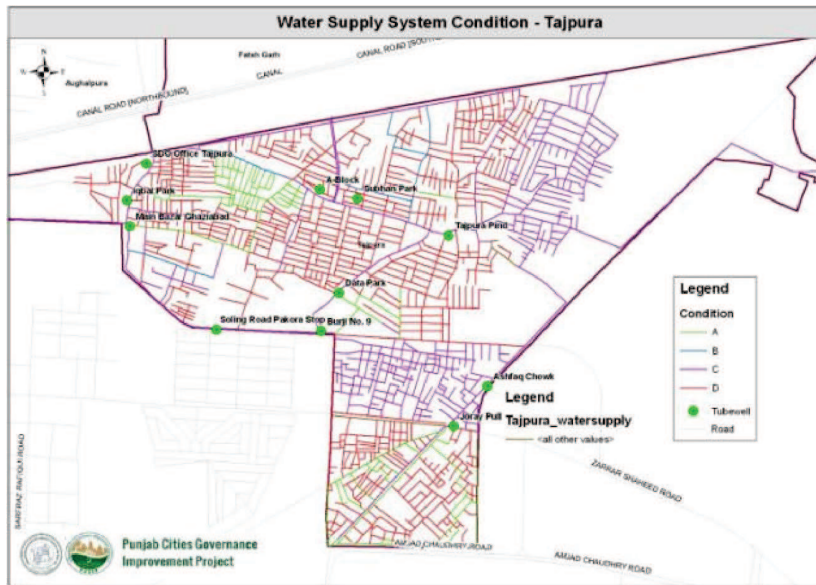 Water Supply System Condition - Tajpura
N
W
E
S
Fateh Garh
Aughalpura
CANAL
CANAL ROAD [NORTHBOUND]
SDO Office Tajpura
Iqbal Park
A-Block
Subhan Park
Main Bazar Ghaziabad
Tajpura Pind
Tajpura
Data Park
Soling Road Pakora Stop
Burji No. 9
Ashfaq Chowk
Joray Pull
Legend
Condition
A
B
C
D
Tubewell
Road
Legend
Tajpura_watersupply
<all other values>
SARFRAZ RAFIQUI ROAD
ZARRAR SHAHEED ROAD
AMJAD CHAUDHRY ROAD
AMJAD CHAUDHRY ROAD
Punjab Cities Governance
Improvement Project